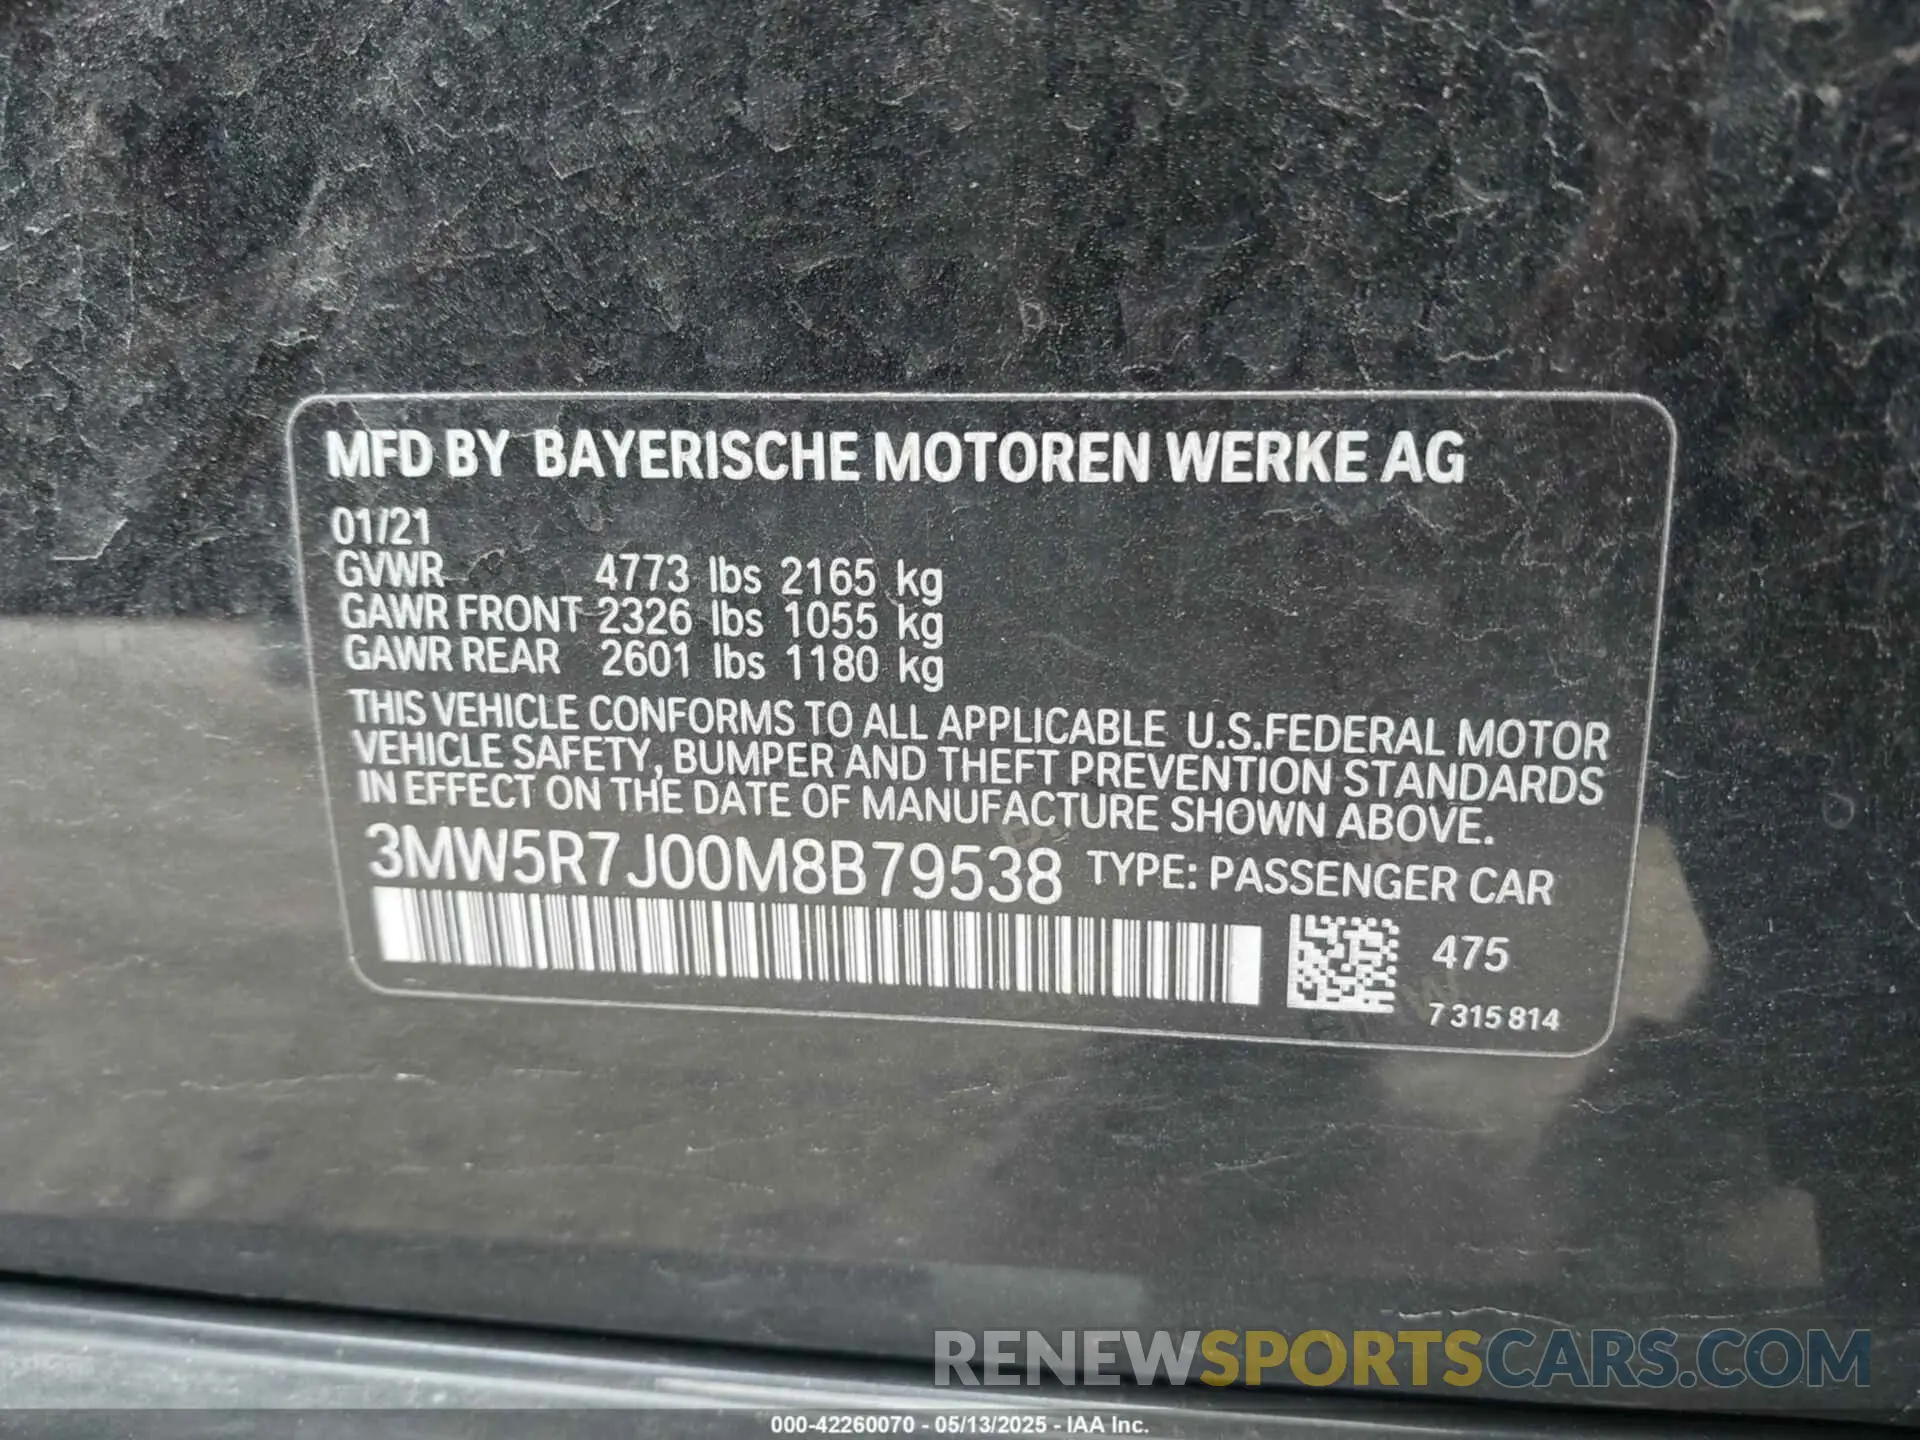 MFD BY BAYERISCHE MOTOREN WERKE AG
01/21
GVWR 4773 lbs 2165 kg
GAWR FRONT 2326 lbs 1055 kg
GAWR REAR 2601 lbs 1180 kg
THIS VEHICLE CONFORMS TO ALL APPLICABLE U.S.FEDERAL MOTOR
VEHICLE SAFETY, BUMPER AND THEFT PREVENTION STANDARDS
IN EFFECT ON THE DATE OF MANUFACTURE SHOWN ABOVE.
3MW5R7J00M8B79538 TYPE: PASSENGER CAR
475
7 315 814
RENEWSPORTSCARS.COM
000-42260070 - 05/13/2025 - IAA Inc.